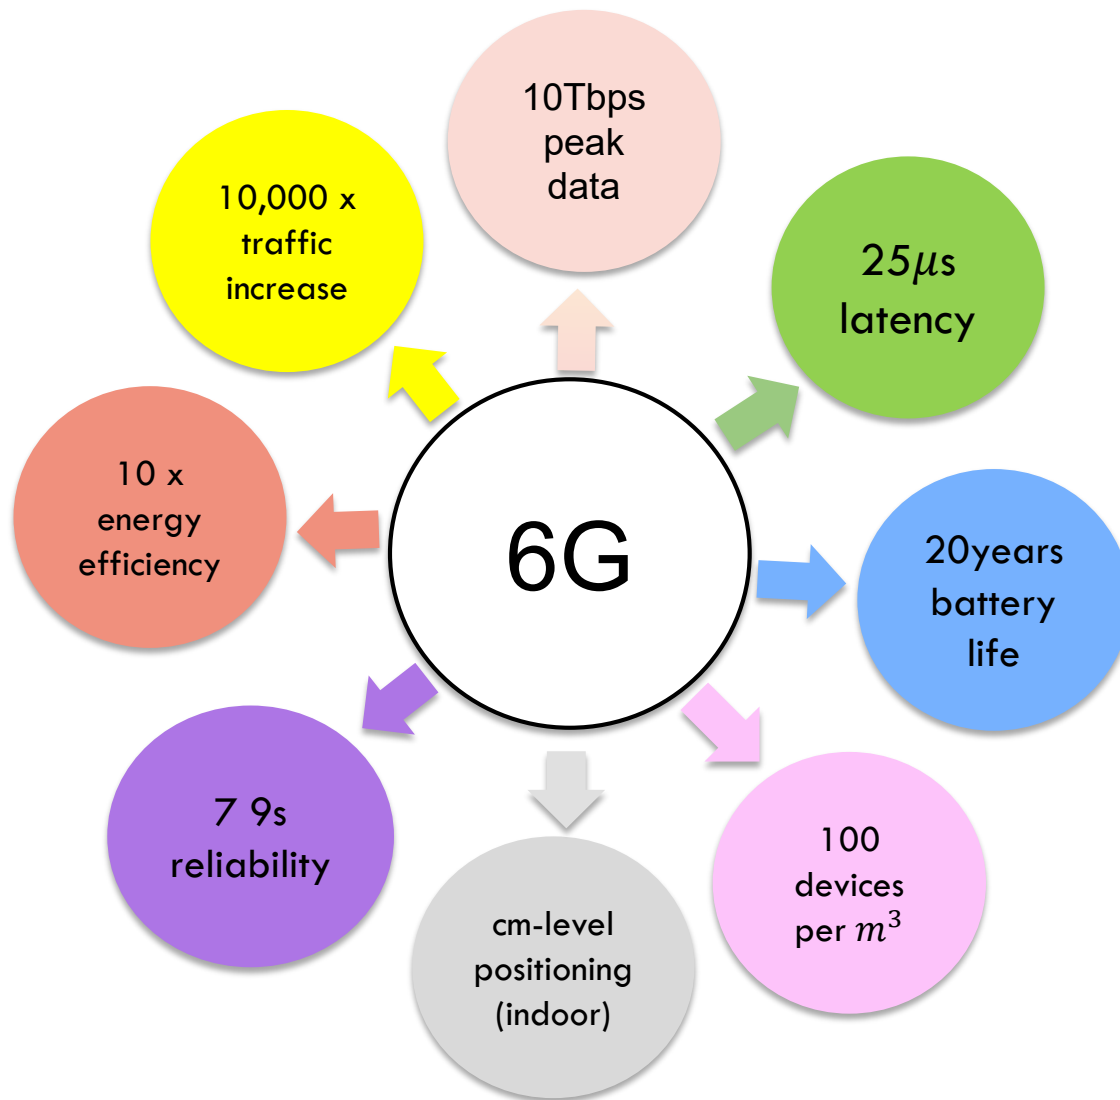 10Tbps
peak
data
10,000 x
traffic
increase
25𝜇s
latency
10 x
energy
efficiency
6G
20years
battery
life
7 9s
reliability
100
devices
per 𝑚³
cm-level
positioning
(indoor)